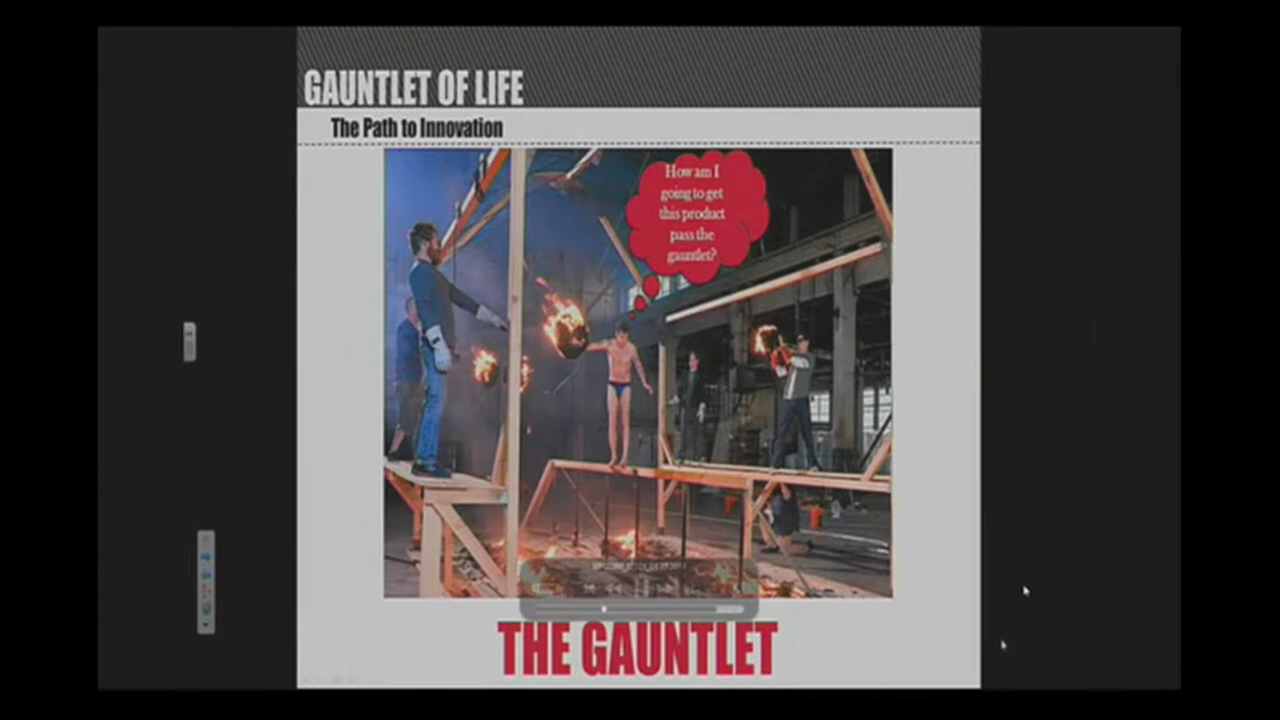 GAUNTLET OF LIFE
The Path to Innovation
How am I
going to get
this product
pass the
gauntlet?
THE GAUNTLET